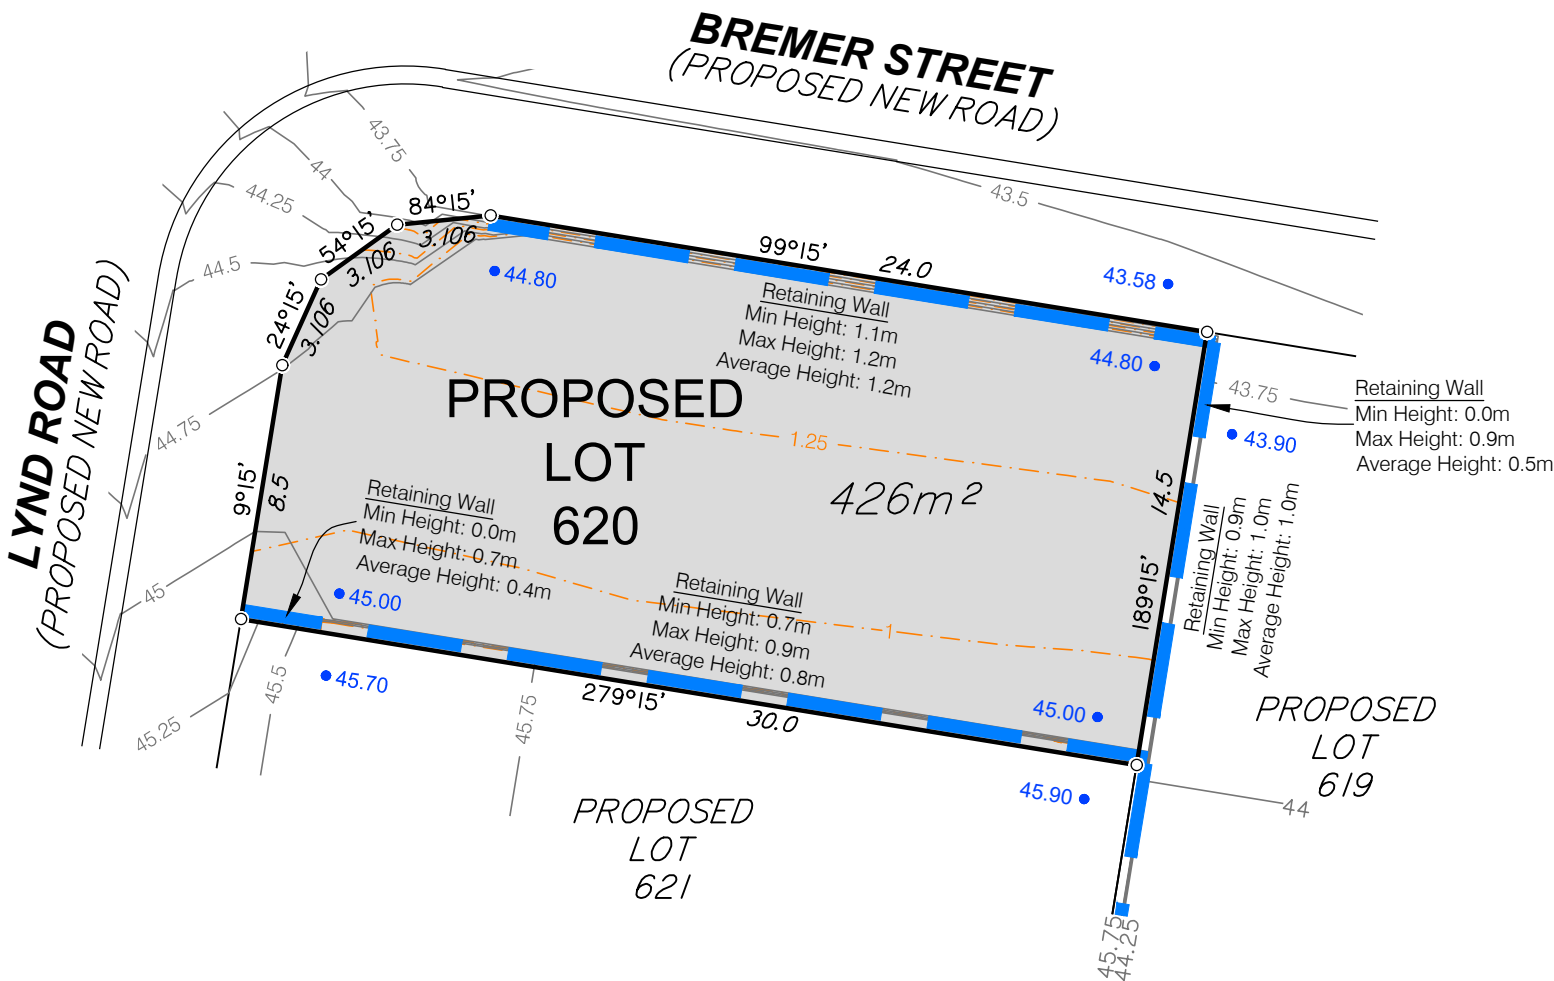 BREMER STREET
(PROPOSED NEW ROAD)
LYND ROAD
(PROPOSED NEW ROAD)
43.75
44
44.25
44.5
44.75
45
45.25
45.5
45.75
43.5
84°15'
3.106
54°15'
3.106
24°15'
3.106
9°15'
8.5
99°15'
24.0
44.80
43.58
44.80
Retaining Wall
Min Height: 1.1m
Max Height: 1.2m
Average Height: 1.2m
43.75
Retaining Wall
Min Height: 0.0m
Max Height: 0.9m
Average Height: 0.5m
43.90
PROPOSED
LOT
620
1.25
426m²
14.5
189°15'
Retaining Wall
Min Height: 0.9m
Max Height: 1.0m
Average Height: 1.0m
Retaining Wall
Min Height: 0.0m
Max Height: 0.7m
Average Height: 0.4m
45.00
45.70
Retaining Wall
Min Height: 0.7m
Max Height: 0.9m
Average Height: 0.8m
1
279°15'
30.0
45.00
45.90
PROPOSED
LOT
619
44
PROPOSED
LOT
621
45.75
44.25